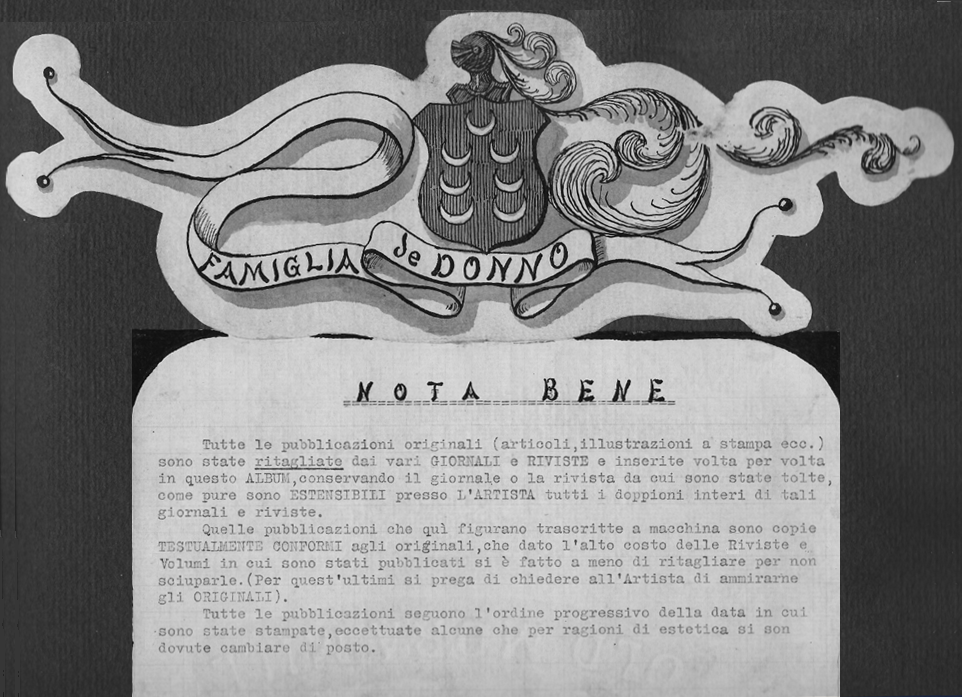 FAMIGLIA de DONNO
NOTA BENE
Tutte le pubblicazioni originali (articoli,illustrazioni a stampa ecc.)
sono state ritagliate dai vari GIORNALI e RIVISTE e inserite volta per volta
in questo ALBUM,conservando il giornale o la rivista da cui sono state tolte,
come pure sono ESTENSIBILI presso L'ARTISTA tutti i doppioni interi di tali
giornali e riviste.
Quelle pubblicazioni che quì figurano trascritte a macchina sono copie
TESTUALMENTE CONFORMI agli originali,che dato l'alto costo delle Riviste e
Volumi in cui sono stati pubblicati si è fatto a meno di ritagliare per non
sciuparle.(Per quest'ultimi si prega di chiedere all'Artista di ammirarne
gli ORIGINALI).
Tutte le pubblicazioni seguono l'ordine progressivo della data in cui
sono state stampate,eccettuate alcune che per ragioni di estetica si son
dovute cambiare di posto.